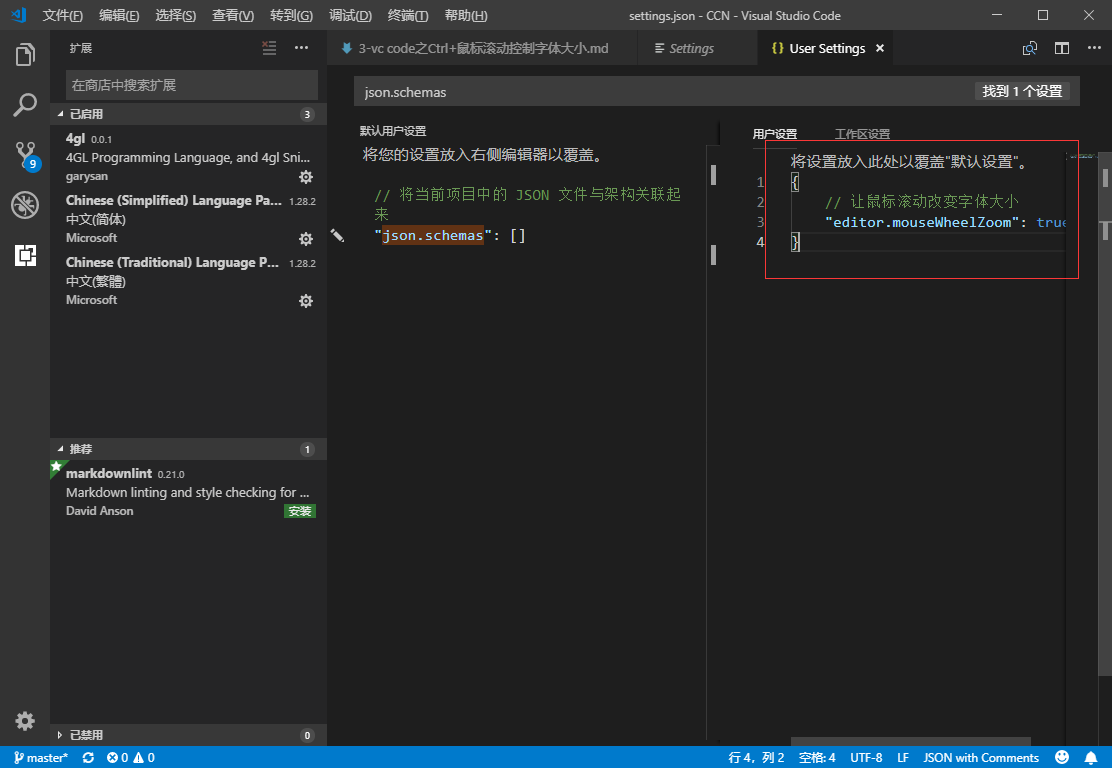 文件(F) 编辑(E) 选择(S) 查看(V) 转到(G) 调试(D) 终端(T) 帮助(H) settings.json - CCN - Visual Studio Code
扩展
在商店中搜索扩展
已启用 3
4gl 0.0.1
4GL Programming Language, and 4gl Sni...
garysan
Chinese (Simplified) Language Pa... 1.28.2
中文(简体)
Microsoft
Chinese (Traditional) Language P... 1.28.2
中文(繁體)
Microsoft
推荐 1
markdownlint 0.21.0
Markdown linting and style checking for ...
David Anson 安装
已禁用 0
9
3-vc code之Ctrl+鼠标滚动控制字体大小.md Settings {} User Settings ×
json.schemas 找到 1 个设置
默认用户设置
将您的设置放入右侧编辑器以覆盖。
// 将当前项目中的 JSON 文件与架构关联起
来
"json.schemas": []
用户设置 工作区设置
将设置放入此处以覆盖"默认设置"。
1 {
2 // 让鼠标滚动改变字体大小
3 "editor.mouseWheelZoom": true
4 }
master* 0 0 行 4，列 2 空格: 4 UTF-8 LF JSON with Comments